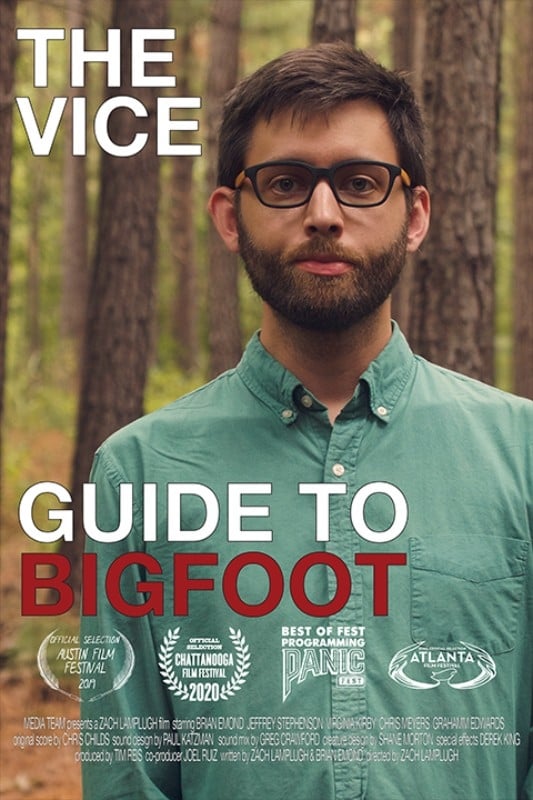 THE
VICE
GUIDE TO
BIGFOOT
OFFICIAL SELECTION
AUSTIN FILM
FESTIVAL
2019
OFFICIAL
SELECTION
CHATTANOOGA
FILM FESTIVAL
2020
BEST OF FEST
PROGRAMMING
PANIC
FEST
OFFICIAL SELECTION
ATLANTA
FILM FESTIVAL
MEDIA TEAM presents a ZACH LAMPLUGH film starring BRIAN EMOND JEFFREY STEPHENSON VIRGINIA KIRBY CHRIS MEYERS GRAHAMM EDWARDS
original score by CHRIS CHILDS sound design by PAUL KATZMAN sound mix by GREG CRAWFORD creature design by SHANE MORTON special effects DEREK KING
produced by TIM REIS co-producer JOEL RUIZ written by ZACH LAMPLUGH & BRIAN EMOND directed by ZACH LAMPLUGH